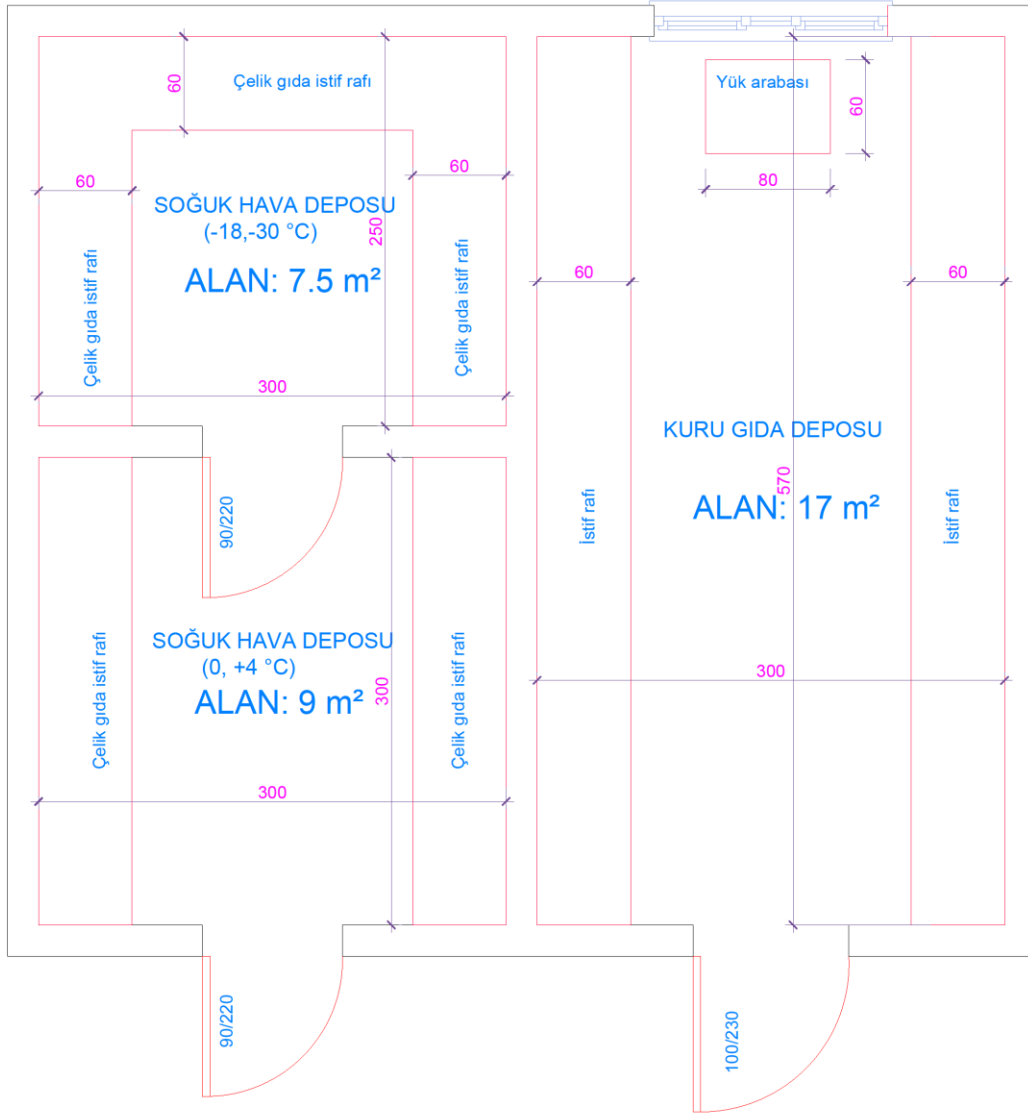 Çelik gıda istif rafı
60
60
60
SOĞUK HAVA DEPOSU
(-18,-30 °C)
250
ALAN: 7.5 m²
Çelik gıda istif rafı
Çelik gıda istif rafı
300
90/220
SOĞUK HAVA DEPOSU
(0, +4 °C)
ALAN: 9 m²
300
Çelik gıda istif rafı
Çelik gıda istif rafı
300
90/220
Yük arabası
60
80
60
60
KURU GIDA DEPOSU
570
ALAN: 17 m²
İstif rafı
İstif rafı
300
100/230